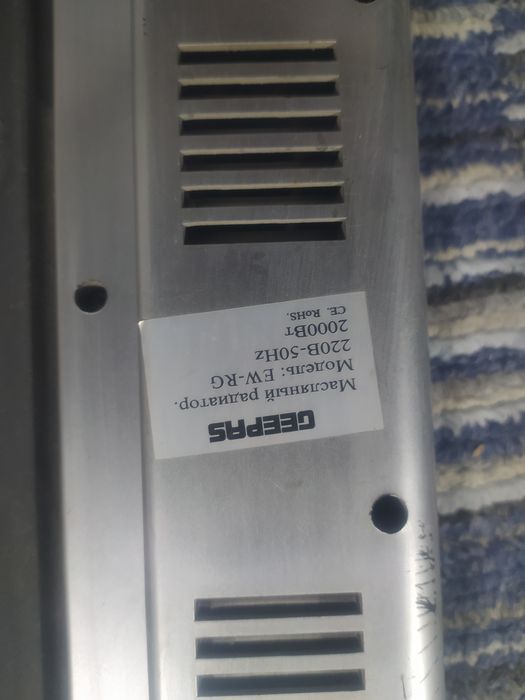 GEEPAS
Масляный радиатор.
Модель: EW-RG
220В-50Hz
2000Вт
CE. RoHS.